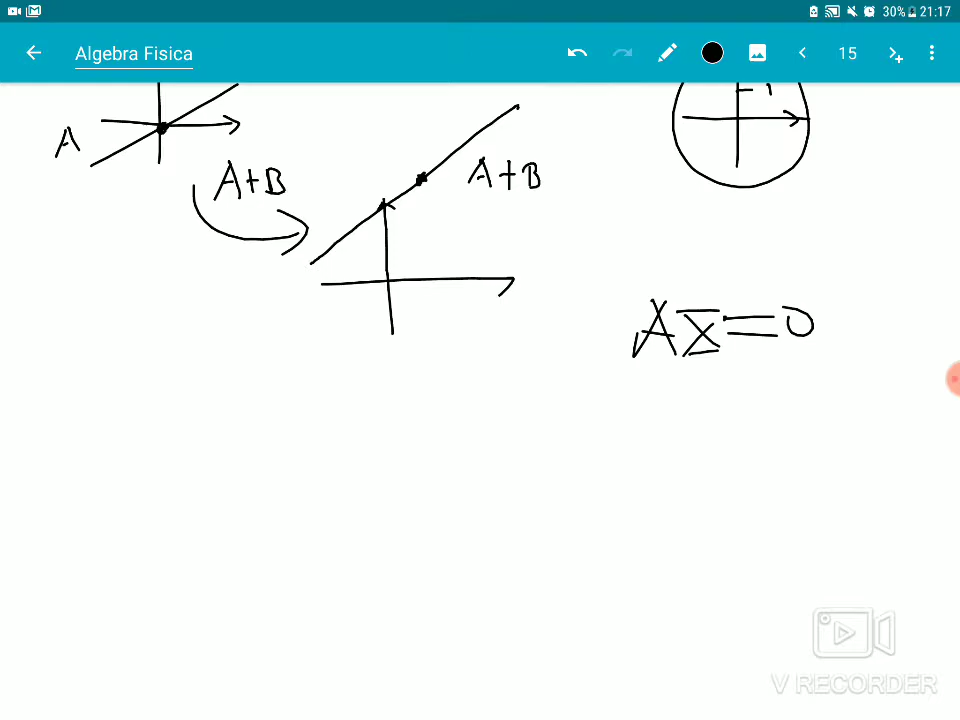 30% 21:17
Algebra Fisica
15
A
A+B
A+B
AX=0
V RECORDER